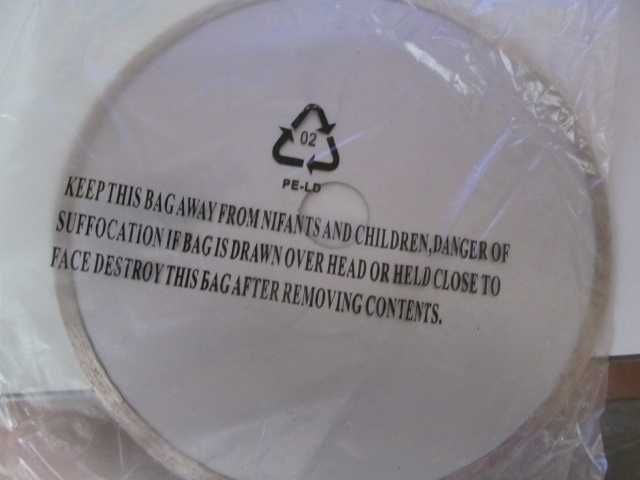 02
PE-LD
KEEP THIS BAG AWAY FROM NIFANTS AND CHILDREN,DANGER OF
SUFFOCATION IF BAG IS DRAWN OVER HEAD OR HELD CLOSE TO
FACE DESTROY THIS BAG AFTER REMOVING CONTENTS.